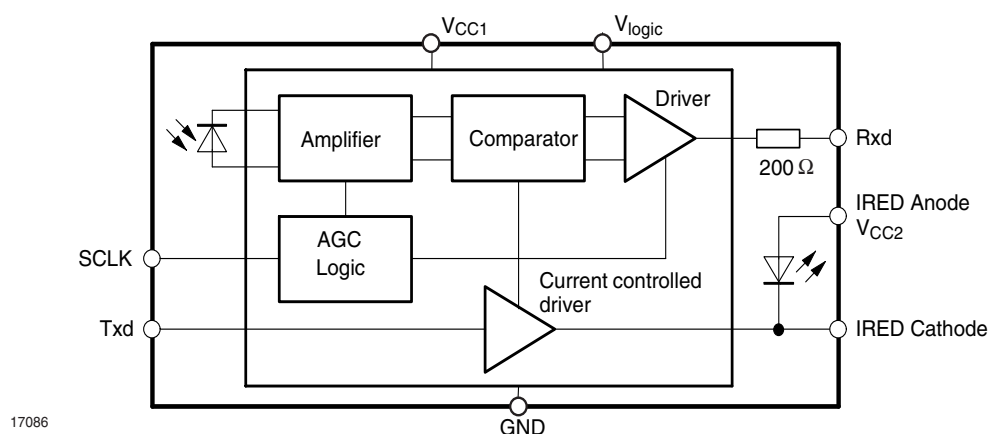 VCC1
Vlogic
Driver
Amplifier
Comparator
Rxd
200 Ω
IRED Anode
VCC2
SCLK
AGC
Logic
Current controlled
driver
Txd
IRED Cathode
17086
GND